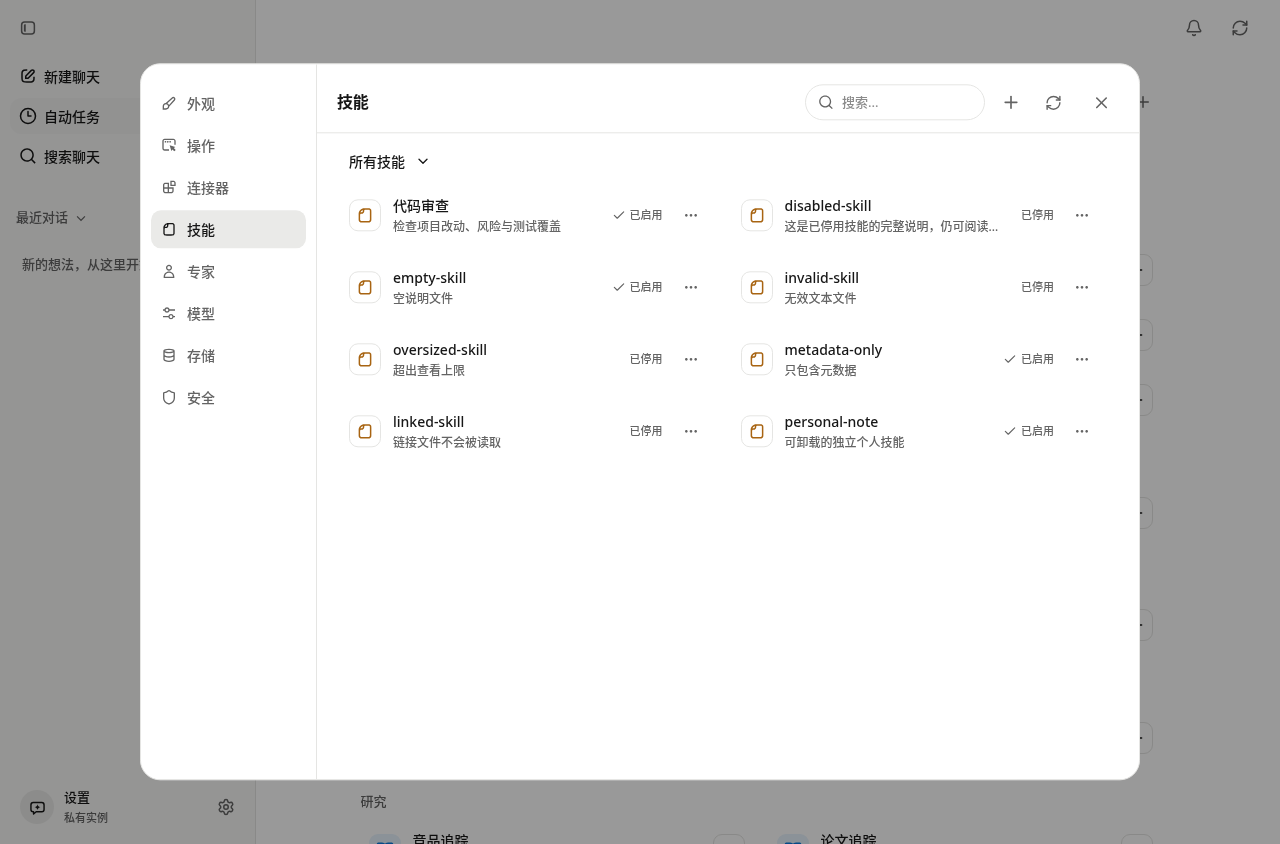 新建聊天
自动任务
搜索聊天
最近对话
新的想法，从这里开
设置
私有实例
外观
操作
连接器
技能
专家
模型
存储
安全
技能
搜索...
所有技能
代码审查
检查项目改动、风险与测试覆盖
已启用
disabled-skill
这是已停用技能的完整说明，仍可阅读...
已停用
empty-skill
空说明文件
已启用
invalid-skill
无效文本文件
已停用
oversized-skill
超出查看上限
已停用
metadata-only
只包含元数据
已启用
linked-skill
链接文件不会被读取
已停用
personal-note
可卸载的独立个人技能
已启用
研究
竞品追踪
论文追踪